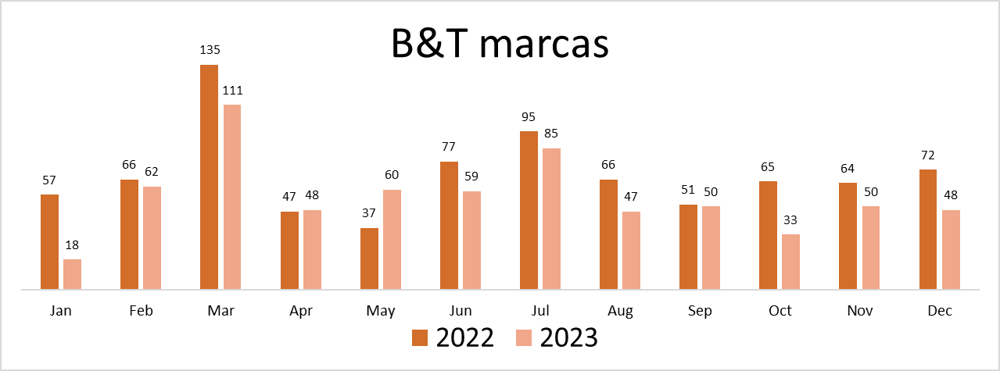 B&T marcas
57 18 66 62 135 111 47 48 37 60 77 59 95 85 66 47 51 50 65 33 64 50 72 48
Jan Feb Mar Apr May Jun Jul Aug Sep Oct Nov Dec
2022 2023